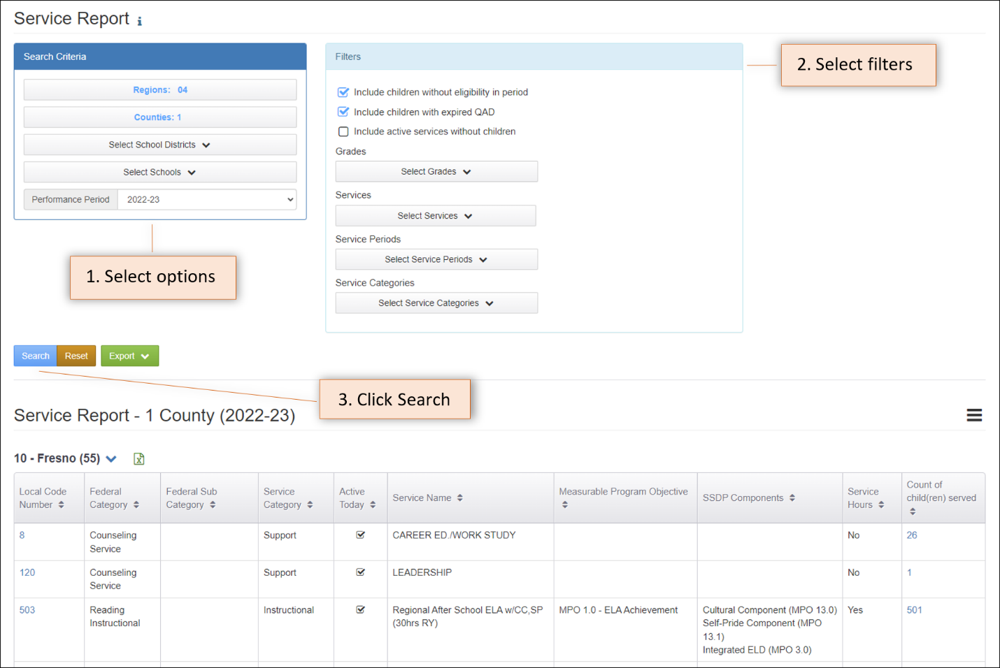 Service Report i
Search Criteria
Regions: 04
Counties: 1
Select School Districts
Select Schools
Performance Period 2022-23
1. Select options
Filters
Include children without eligibility in period
Include children with expired QAD
Include active services without children
Grades
Select Grades
Services
Select Services
Service Periods
Select Service Periods
Service Categories
Select Service Categories
2. Select filters
Search Reset Export
3. Click Search
Service Report - 1 County (2022-23)
10 - Fresno (55)
Local Code
Number
Federal
Category
Federal Sub
Category
Service
Category
Active
Today
Service Name
Measurable Program Objective
SSDP Components
Service
Hours
Count of
child(ren) served
8
Counseling
Service
Support
CAREER ED./WORK STUDY
No
26
120
Counseling
Service
Support
LEADERSHIP
No
1
503
Reading
Instructional
Instructional
Regional After School ELA w/CC,SP
(30hrs RY)
MPO 1.0 - ELA Achievement
Cultural Component (MPO 13.0)
Self-Pride Component (MPO
13.1)
Integrated ELD (MPO 3.0)
Yes
501